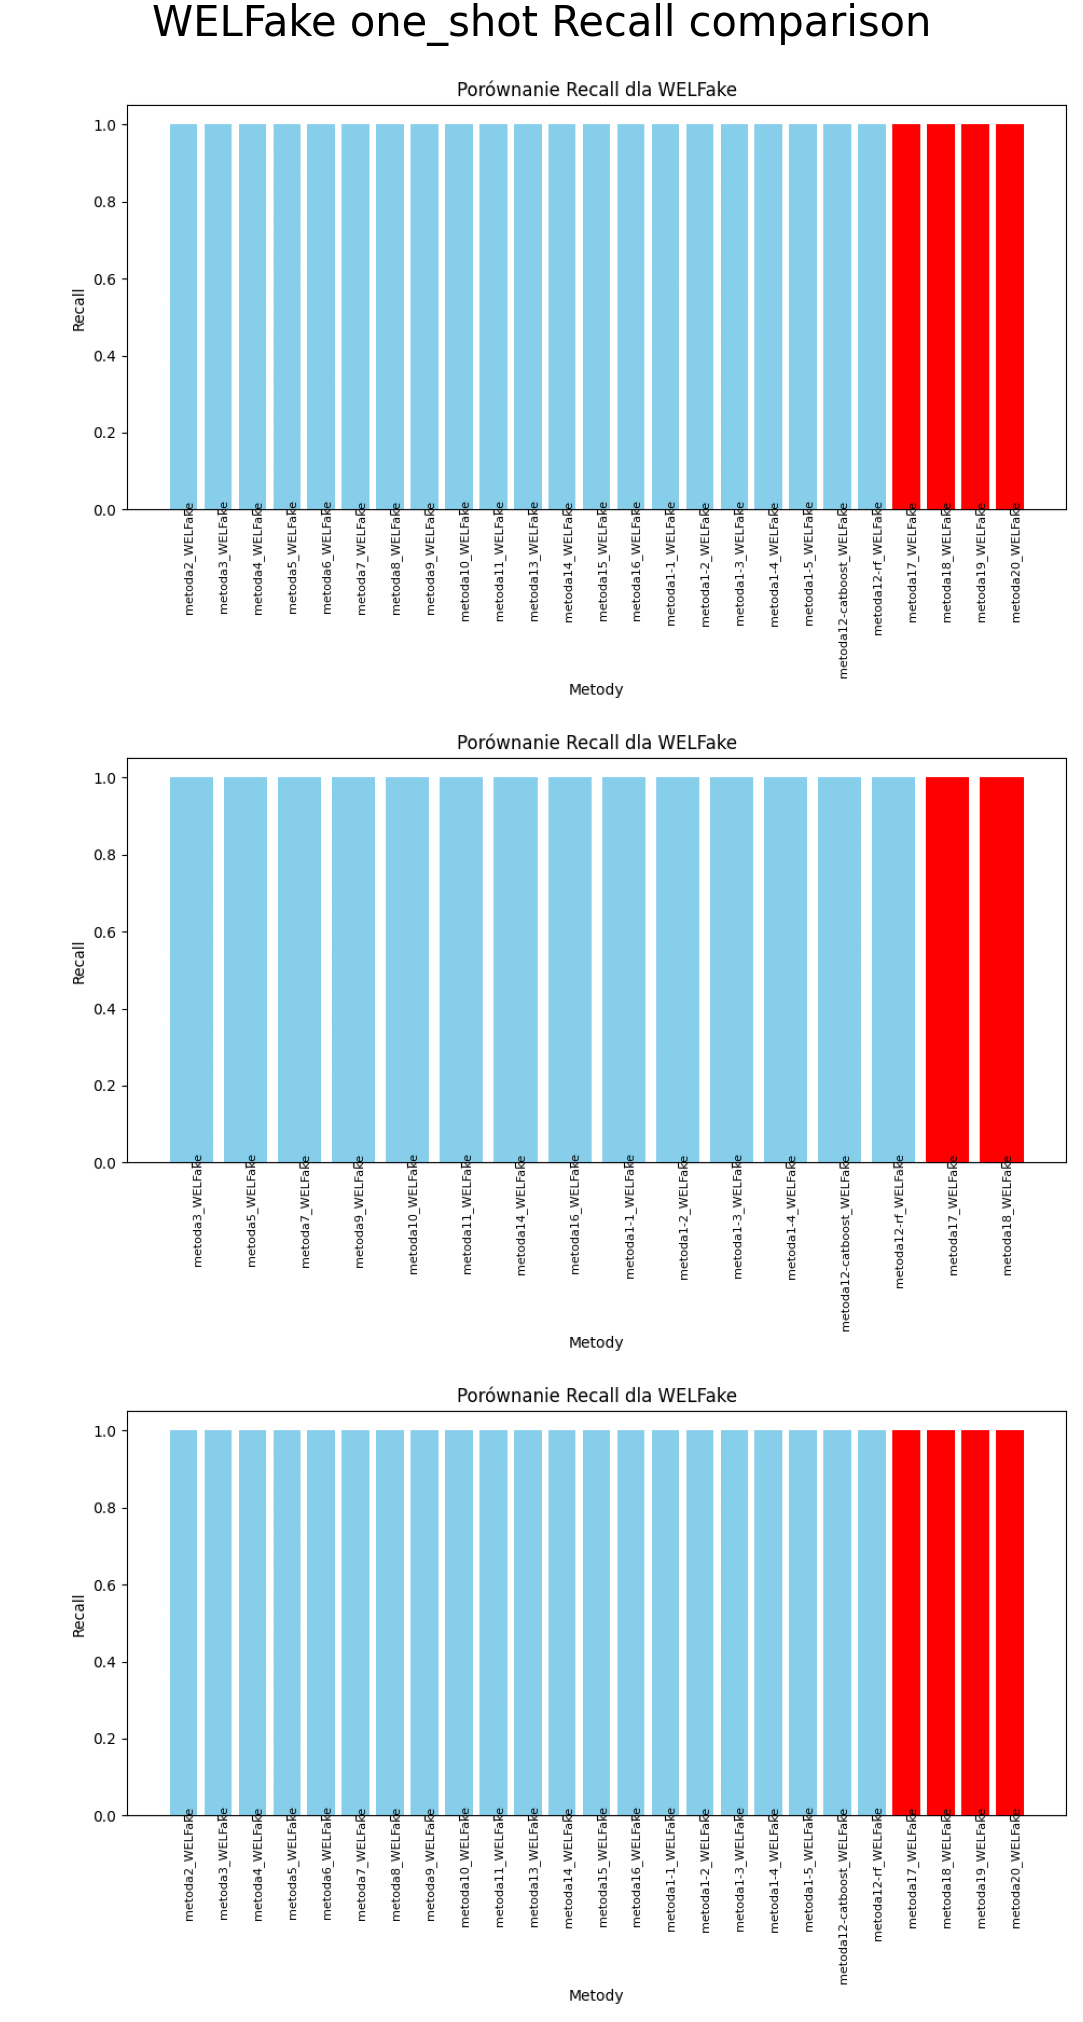 WELFake one_shot Recall comparison
Porównanie Recall dla WELFake
Recall
1.0
0.8
0.6
0.4
0.2
0.0
metoda2_WELFake
metoda3_WELFake
metoda4_WELFake
metoda5_WELFake
metoda6_WELFake
metoda7_WELFake
metoda8_WELFake
metoda9_WELFake
metoda10_WELFake
metoda11_WELFake
metoda13_WELFake
metoda14_WELFake
metoda15_WELFake
metoda16_WELFake
metoda1-1_WELFake
metoda1-2_WELFake
metoda1-3_WELFake
metoda1-4_WELFake
metoda1-5_WELFake
metoda12-catboost_WELFake
metoda12-rf_WELFake
metoda17_WELFake
metoda18_WELFake
metoda19_WELFake
metoda20_WELFake
Metody
Porównanie Recall dla WELFake
Recall
1.0
0.8
0.6
0.4
0.2
0.0
metoda3_WELFake
metoda5_WELFake
metoda7_WELFake
metoda9_WELFake
metoda10_WELFake
metoda11_WELFake
metoda14_WELFake
metoda16_WELFake
metoda1-1_WELFake
metoda1-2_WELFake
metoda1-3_WELFake
metoda1-4_WELFake
metoda12-catboost_WELFake
metoda12-rf_WELFake
metoda17_WELFake
metoda18_WELFake
Metody
Porównanie Recall dla WELFake
Recall
1.0
0.8
0.6
0.4
0.2
0.0
metoda2_WELFake
metoda3_WELFake
metoda4_WELFake
metoda5_WELFake
metoda6_WELFake
metoda7_WELFake
metoda8_WELFake
metoda9_WELFake
metoda10_WELFake
metoda11_WELFake
metoda13_WELFake
metoda14_WELFake
metoda15_WELFake
metoda16_WELFake
metoda1-1_WELFake
metoda1-2_WELFake
metoda1-3_WELFake
metoda1-4_WELFake
metoda1-5_WELFake
metoda12-catboost_WELFake
metoda12-rf_WELFake
metoda17_WELFake
metoda18_WELFake
metoda19_WELFake
metoda20_WELFake
Metody